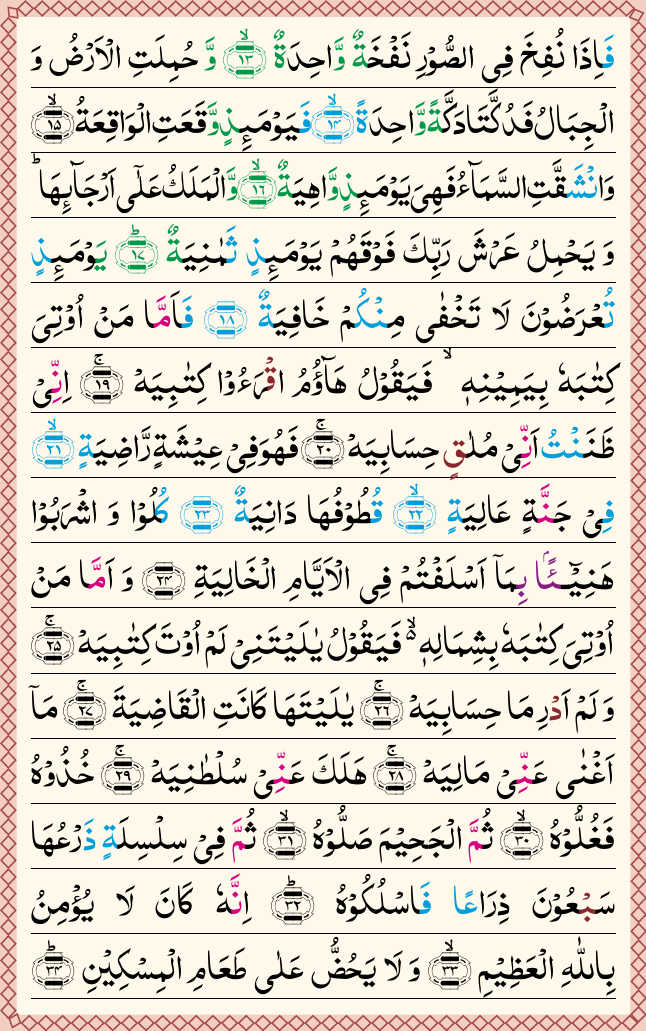 فَاِذَا نُفِخَ فِی الصُّوْرِ نَفْخَةٌ وَّاحِدَةٌ ۙ﴿۱۳﴾ وَّ حُمِلَتِ الْاَرْضُ وَ
الْجِبَالُ فَدُكَّتَا دَكَّةً وَّاحِدَةً ۙ﴿۱۴﴾ فَیَوْمَىِٕذٍ وَّقَعَتِ الْوَاقِعَةُ ۙ﴿۱۵﴾
وَ انْشَقَّتِ السَّمَآءُ فَهِیَ یَوْمَىِٕذٍ وَّاهِیَةٌ ۙ﴿۱۶﴾ وَّ الْمَلَكُ عَلٰۤی اَرْجَآىِٕهَا ؕ
وَ یَحْمِلُ عَرْشَ رَبِّكَ فَوْقَهُمْ یَوْمَىِٕذٍ ثَمٰنِیَةٌ ؕ﴿۱۷﴾ یَوْمَىِٕذٍ
تُعْرَضُوْنَ لَا تَخْفٰی مِنْكُمْ خَافِیَةٌ ﴿۱۸﴾ فَاَمَّا مَنْ اُوْتِیَ
كِتٰبَهٗ بِیَمِیْنِهٖ ۙ فَیَقُوْلُ هَآؤُمُ اقْرَءُوْا كِتٰبِیَهْ ۚ﴿۱۹﴾ اِنِّیْ
ظَنَنْتُ اَنِّیْ مُلٰقٍ حِسَابِیَهْ ۚ﴿۲۰﴾ فَهُوَ فِیْ عِیْشَةٍ رَّاضِیَةٍ ۙ﴿۲۱﴾
فِیْ جَنَّةٍ عَالِیَةٍ ۙ﴿۲۲﴾ قُطُوْفُهَا دَانِیَةٌ ﴿۲۳﴾ كُلُوْا وَ اشْرَبُوْا
هَنِیْٓـــًٔۢا بِمَاۤ اَسْلَفْتُمْ فِی الْاَیَّامِ الْخَالِیَةِ ﴿۲۴﴾ وَ اَمَّا مَنْ
اُوْتِیَ كِتٰبَهٗ بِشِمَالِهٖ ۙ۬ فَیَقُوْلُ یٰلَیْتَنِیْ لَمْ اُوْتَ كِتٰبِیَهْ ۚ﴿۲۵﴾
وَ لَمْ اَدْرِ مَا حِسَابِیَهْ ۚ﴿۲۶﴾ یٰلَیْتَهَا كَانَتِ الْقَاضِیَةَ ۚ﴿۲۷﴾ مَاۤ
اَغْنٰی عَنِّیْ مَالِیَهْ ۚ﴿۲۸﴾ هَلَكَ عَنِّیْ سُلْطٰنِیَهْ ۚ﴿۲۹﴾ خُذُوْهُ
فَغُلُّوْهُ ۙ﴿۳۰﴾ ثُمَّ الْجَحِیْمَ صَلُّوْهُ ۙ﴿۳۱﴾ ثُمَّ فِیْ سِلْسِلَةٍ ذَرْعُهَا
سَبْعُوْنَ ذِرَاعًا فَاسْلُكُوْهُ ؕ﴿۳۲﴾ اِنَّهٗ كَانَ لَا یُؤْمِنُ
بِاللّٰهِ الْعَظِیْمِ ۙ﴿۳۳﴾ وَ لَا یَحُضُّ عَلٰی طَعَامِ الْمِسْكِیْنِ ؕ﴿۳۴﴾